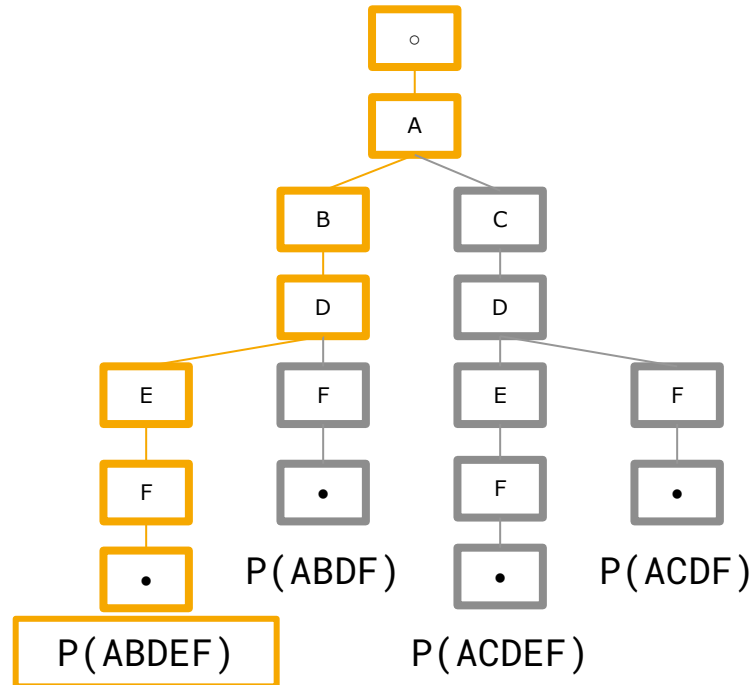 ○
A
B C
D D
E F E F
F • F •
• •
P(ABDF) P(ACDF)
P(ABDEF) P(ACDEF)